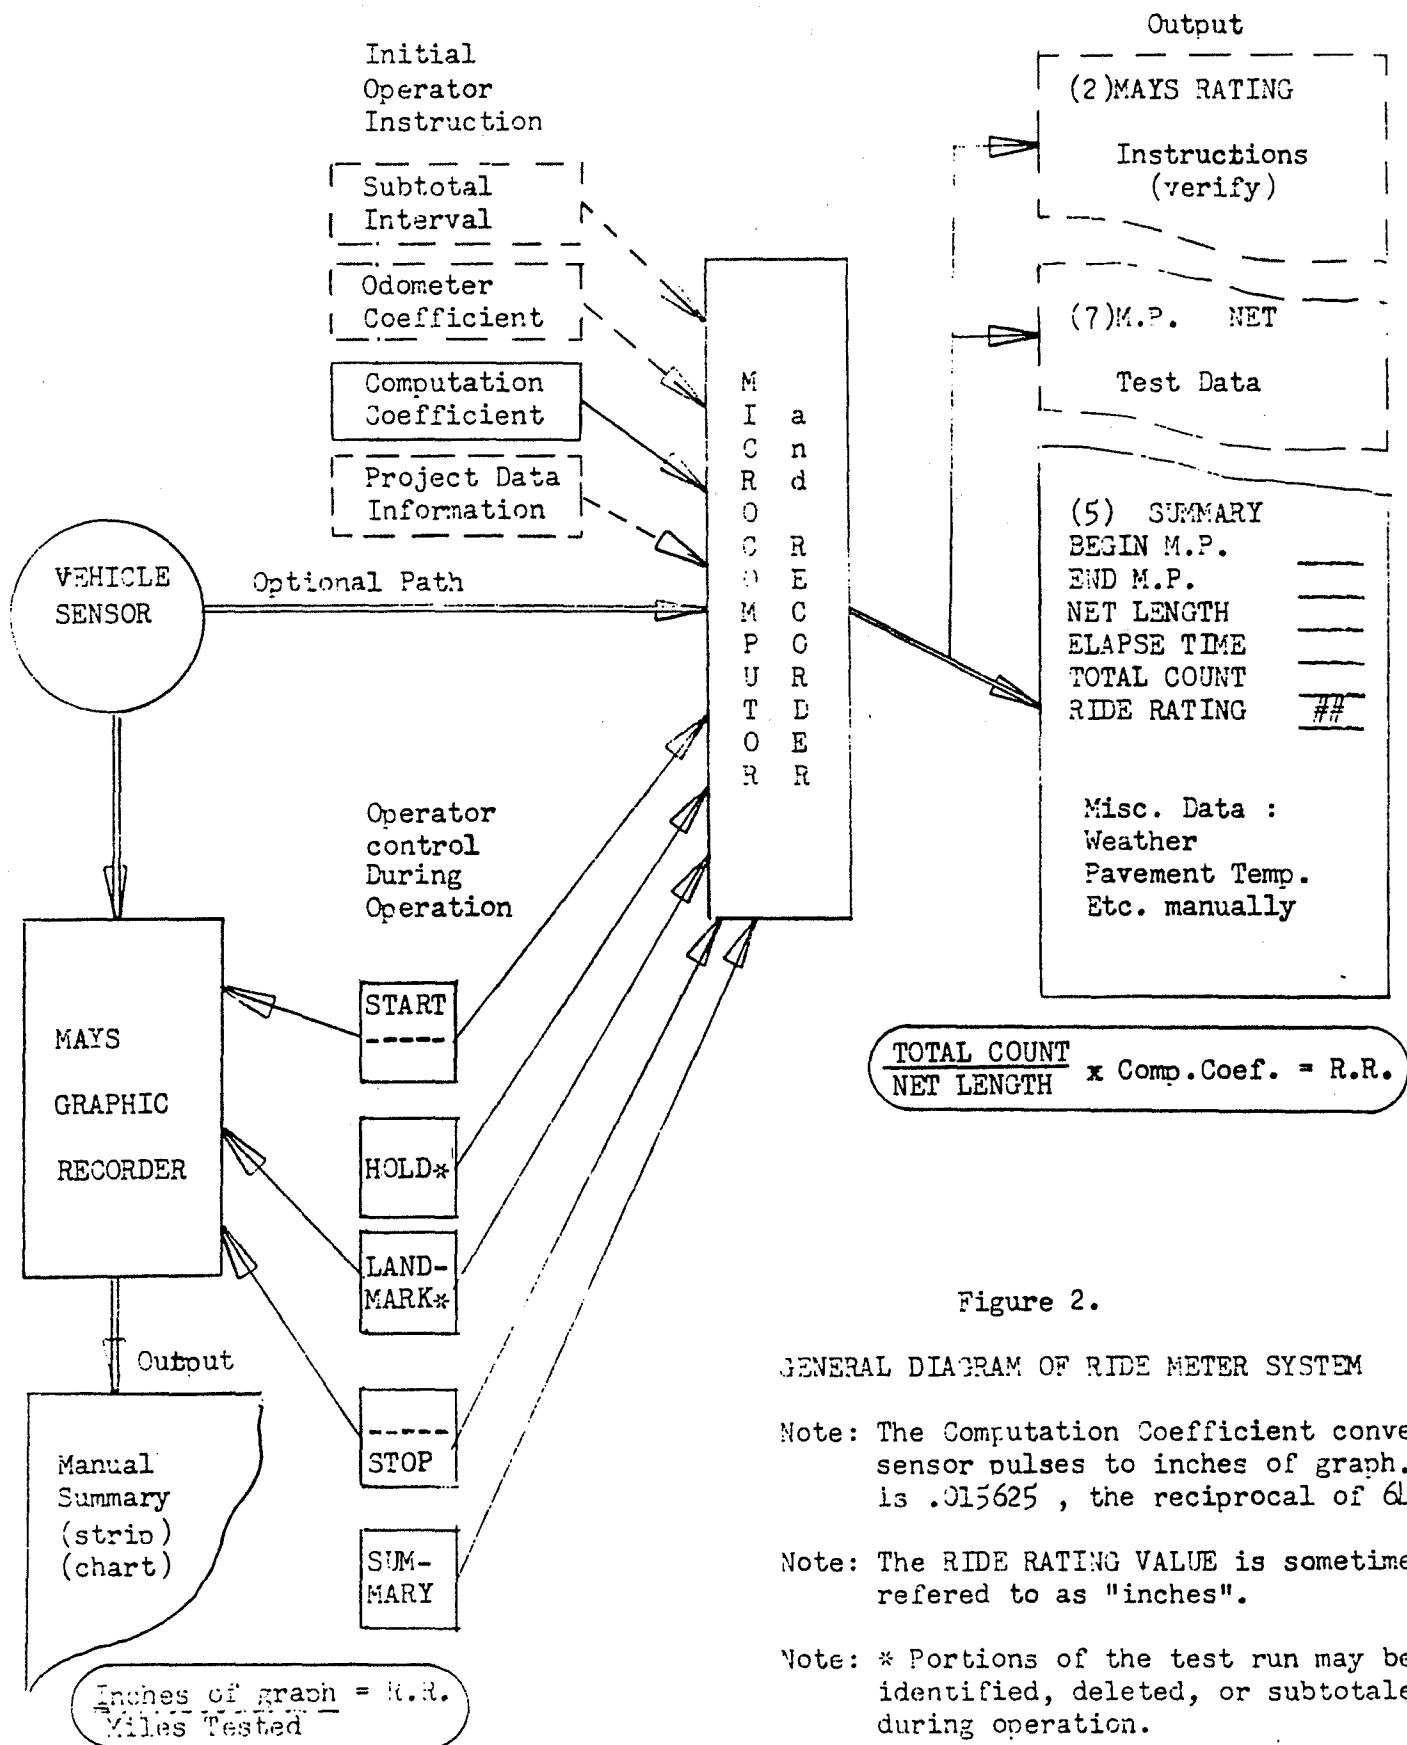 Output
Initial
Operator
Instruction
Subtotal
Interval
Odometer
Coefficient
Computation
Coefficient
Project Data
Information
VEHICLE
SENSOR
Optional Path
MICROCOMPUTOR
and RECORDER
(2)MAYS RATING
Instructions
(verify)
(7)M.P. NET
Test Data
(5) SUMMARY
BEGIN M.P.
END M.P.
NET LENGTH
ELAPSE TIME
TOTAL COUNT
RIDE RATING ##
Misc. Data :
Weather
Pavement Temp.
Etc. manually
TOTAL COUNT
NET LENGTH x Comp.Coef. = R.R.
Operator
control
During
Operation
START
HOLD*
LAND-
MARK*
STOP
SUM-
MARY
MAYS
GRAPHIC
RECORDER
Output
Manual
Summary
(strip)
(chart)
Inches of graph = R.R.
Miles Tested
Figure 2.
GENERAL DIAGRAM OF RIDE METER SYSTEM
Note: The Computation Coefficient conve
sensor pulses to inches of graph.
is .015625 , the reciprocal of 64
Note: The RIDE RATING VALUE is sometime
refered to as "inches".
Note: * Portions of the test run may be
identified, deleted, or subtotale
during operation.